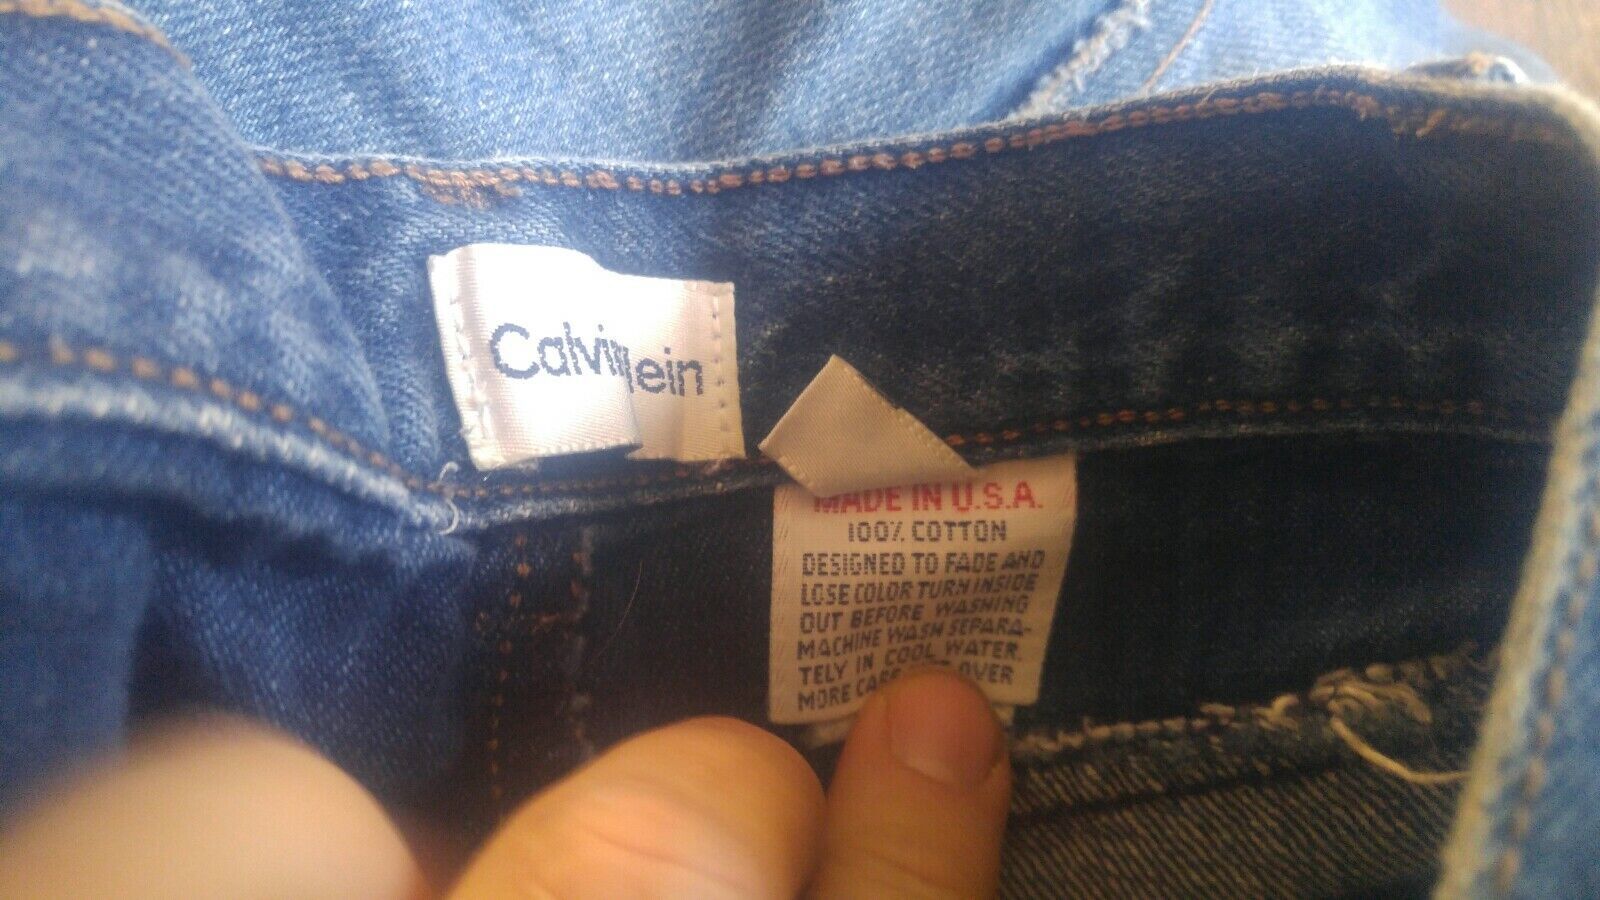 Calvin lein
MADE IN U.S.A.
100% COTTON
DESIGNED TO FADE AND
LOSE COLOR TURN INSIDE
OUT BEFORE WASHING
MACHINE WASH SEPARA-
TELY IN COOL WATER.
OVER
MORE CARE